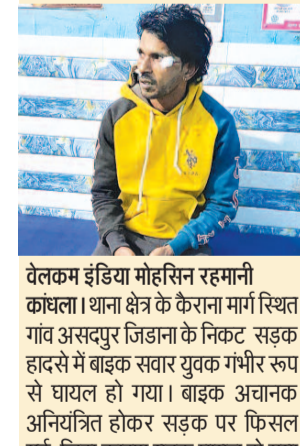 वेलकम इंडिया मोहसिन रहमानी
कांधला। थाना क्षेत्र के कैराना मार्ग स्थित
गांव असदपुर जिडाना के निकट सड़क
हादसे में बाइक सवार युवक गंभीर रूप
से घायल हो गया। बाइक अचानक
अनियंत्रित होकर सड़क पर फिसल